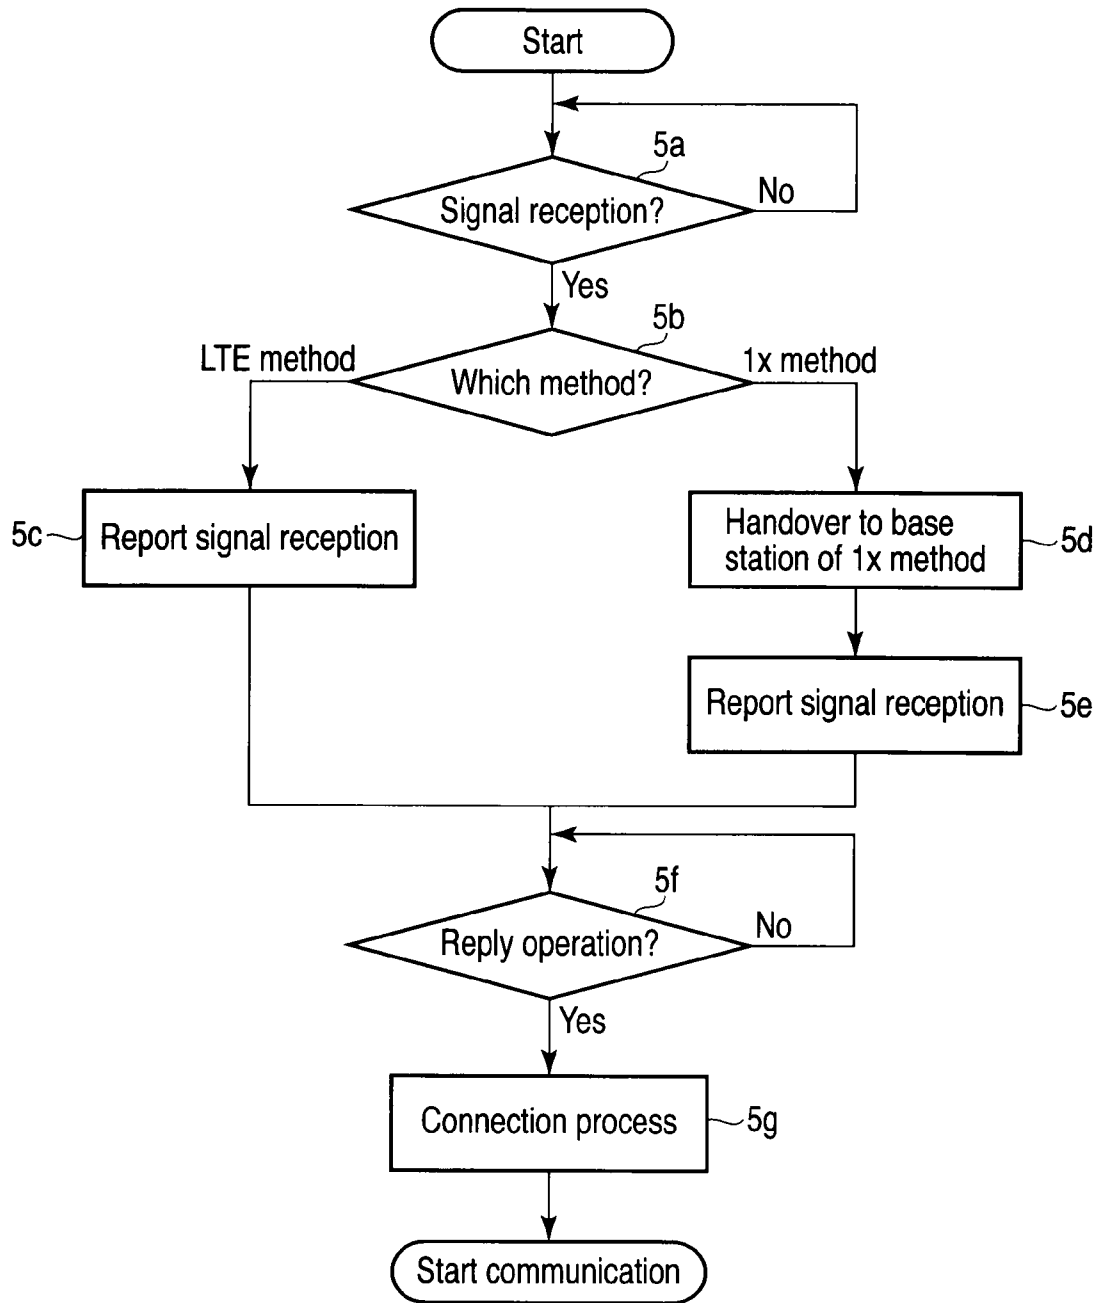 Start
5a
Signal reception?
No
Yes
5b
LTE method
Which method?
1x method
5c
Report signal reception
Handover to base
station of 1x method
5d
Report signal reception
5e
5f
Reply operation?
No
Yes
Connection process
5g
Start communication